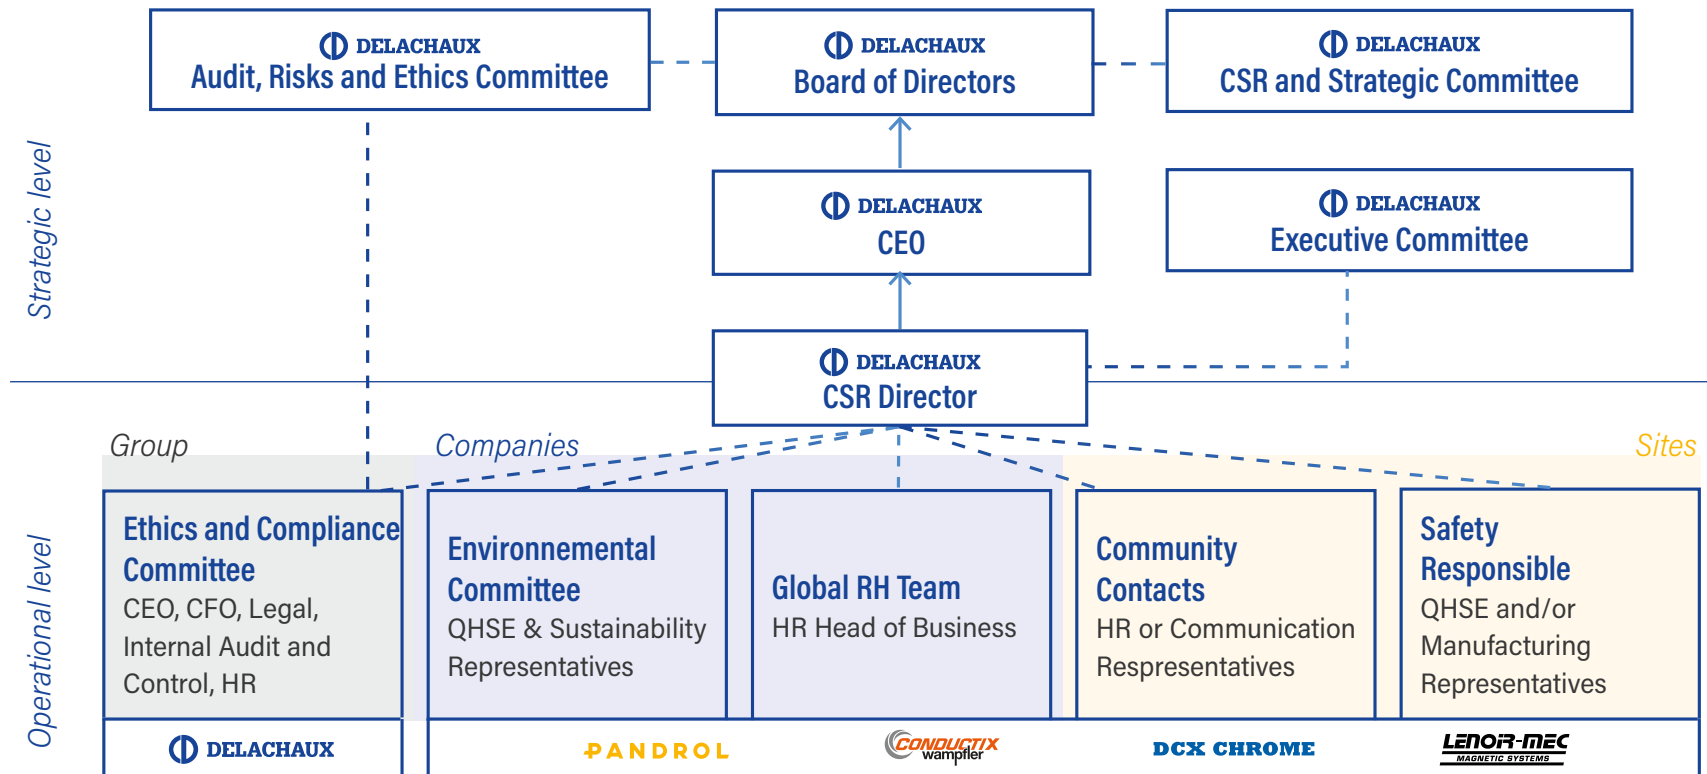 DELACHAUX
Audit, Risks and Ethics Committee
DELACHAUX
Board of Directors
DELACHAUX
CSR and Strategic Committee
Strategic level
DELACHAUX
CEO
DELACHAUX
Executive Committee
DELACHAUX
CSR Director
Group
Companies
Sites
Operational level
Ethics and Compliance
Committee
CEO, CFO, Legal,
Internal Audit and
Control, HR
Environnemental
Committee
QHSE & Sustainability
Representatives
Global RH Team
HR Head of Business
Community
Contacts
HR or Communication
Respresentatives
Safety
Responsible
QHSE and/or
Manufacturing
Representatives
DELACHAUX
PANDROL
CONDUCTIX
wampfler
DCX CHROME
LENOIR-MEC
MAGNETIC SYSTEMS